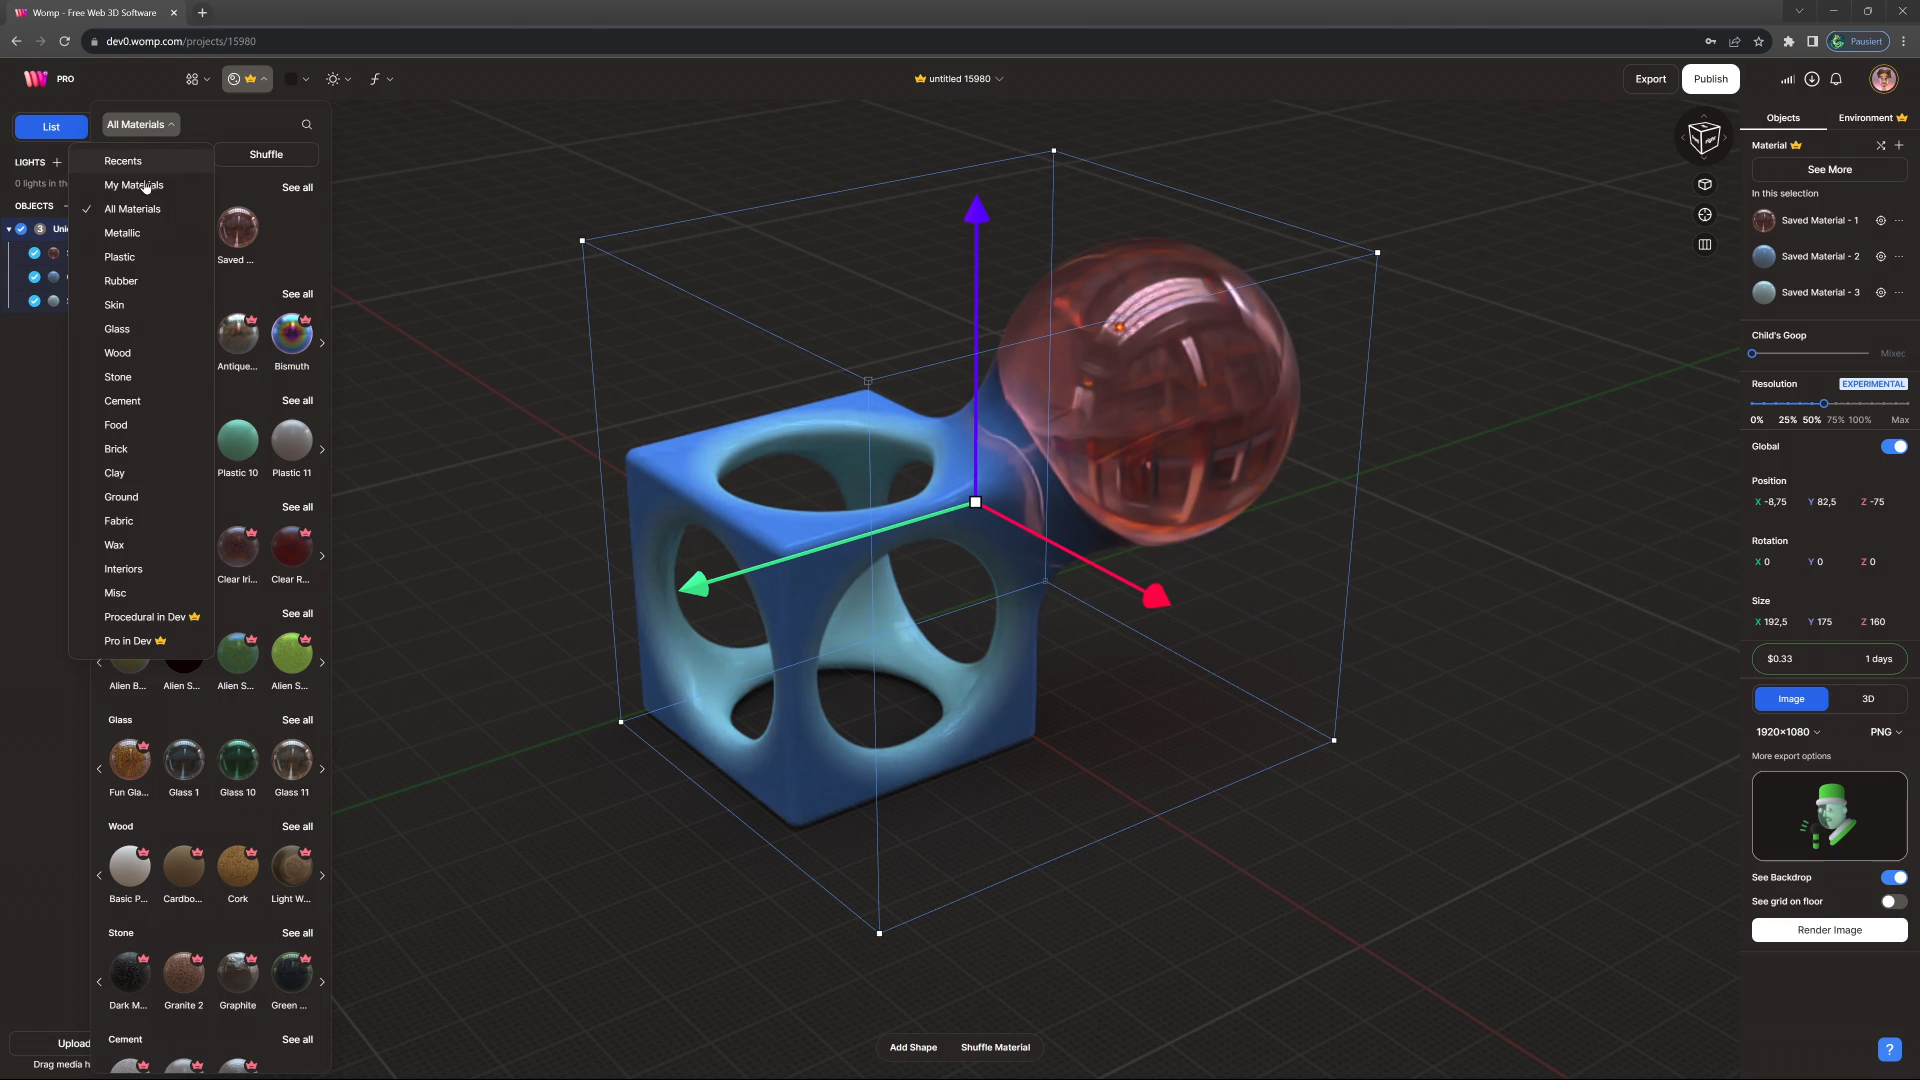 Womp - Free Web 3D Software
dev0.womp.com/projects/15980
Pausiert
PRO
untitled 15980
Export
Publish
List
All Materials
Shuffle
LIGHTS
0 lights in th
OBJECTS
3 Uni
Recents
My Materials
All Materials
Metallic
Plastic
Rubber
Skin
Glass
Wood
Stone
Cement
Food
Brick
Clay
Ground
Fabric
Wax
Interiors
Misc
Procedural in Dev
Pro in Dev
See all
Saved ...
See all
Antique... Bismuth
See all
Plastic 10 Plastic 11
See all
Clear Iri... Clear R...
See all
Alien B... Alien S... Alien S... Alien S...
Glass See all
Fun Gla... Glass 1 Glass 10 Glass 11
Wood See all
Basic P... Cardbo... Cork Light W...
Stone See all
Dark M... Granite 2 Graphite Green ...
Cement See all
Upload
Drag media h
Add Shape Shuffle Material
Objects Environment
Material
See More
In this selection
Saved Material - 1
Saved Material - 2
Saved Material - 3
Child's Goop
Mixed
Resolution EXPERIMENTAL
0% 25% 50% 75% 100% Max
Global
Position
X -8,75 Y 82,5 Z -75
Rotation
X 0 Y 0 Z 0
Size
X 192,5 Y 175 Z 160
$0.33 1 days
Image 3D
1920×1080 PNG
More export options
See Backdrop
See grid on floor
Render Image
?